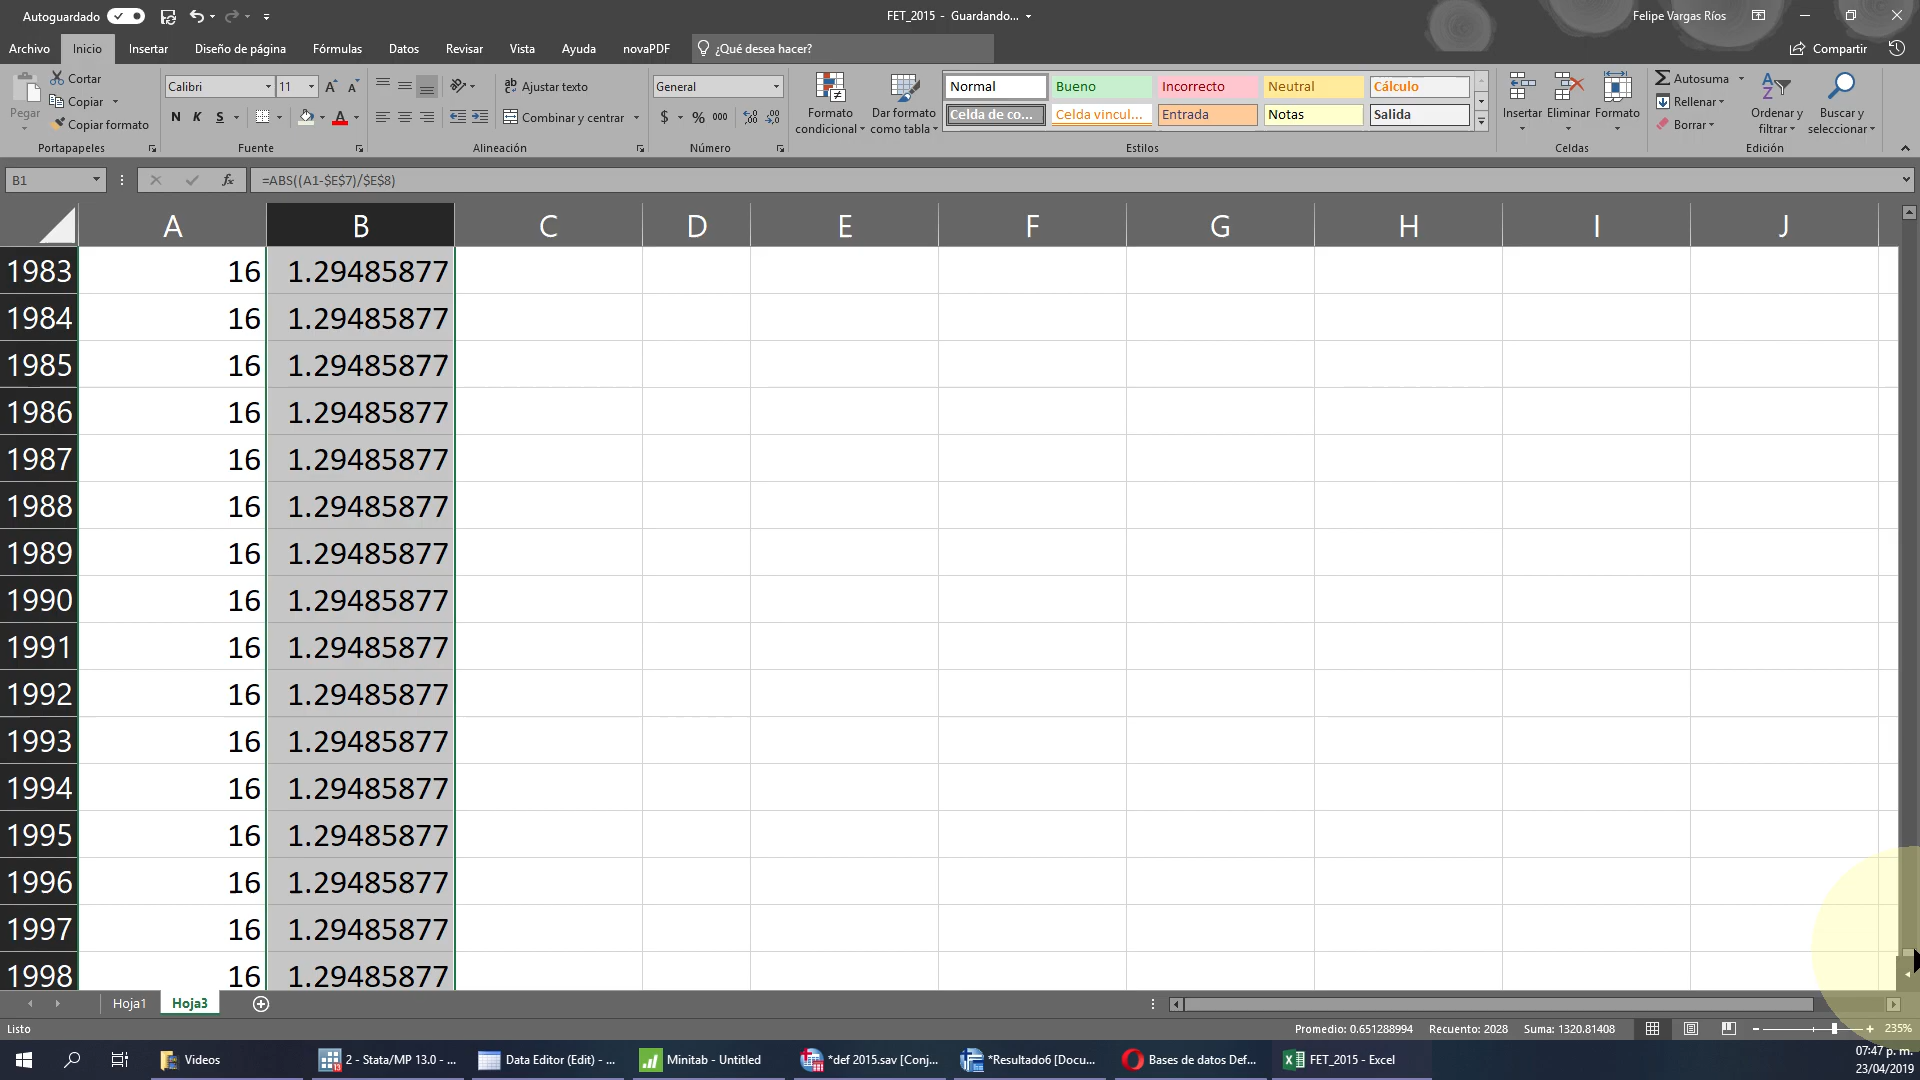 Autoguardado
FET_2015 - Guardando...
Felipe Vargas Ríos
Archivo Inicio Insertar Diseño de página Fórmulas Datos Revisar Vista Ayuda novaPDF ¿Qué desea hacer? Compartir
Pegar
Cortar
Copiar
Copiar formato
Portapapeles
Calibri 11
N K S
Fuente
Ajustar texto
Combinar y centrar
Alineación
General
$ % 000
Número
Formato condicional
Dar formato como tabla
Normal Bueno Incorrecto Neutral Cálculo
Celda de co... Celda vincul... Entrada Notas Salida
Estilos
Insertar Eliminar Formato
Celdas
Autosuma
Rellenar
Borrar
Ordenar y filtrar
Buscar y seleccionar
Edición
B1 fx =ABS((A1-$E$7)/$E$8)
A B C D E F G H I J
1983 16 1.29485877
1984 16 1.29485877
1985 16 1.29485877
1986 16 1.29485877
1987 16 1.29485877
1988 16 1.29485877
1989 16 1.29485877
1990 16 1.29485877
1991 16 1.29485877
1992 16 1.29485877
1993 16 1.29485877
1994 16 1.29485877
1995 16 1.29485877
1996 16 1.29485877
1997 16 1.29485877
1998 16 1.29485877
Hoja1 Hoja3
Listo Promedio: 0.651288994 Recuento: 2028 Suma: 1320.81408 235%
Videos 2 - Stata/MP 13.0 - ... Data Editor (Edit) - ... Minitab - Untitled *def 2015.sav [Conj... *Resultado6 [Docu... Bases de datos Def... FET_2015 - Excel
07:47 p. m.
23/04/2019